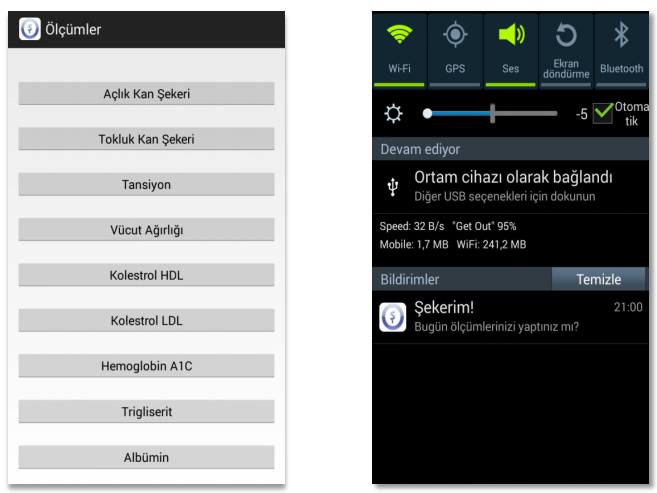 Ölçümler
Açlık Kan Şekeri
Tokluk Kan Şekeri
Tansiyon
Vücut Ağırlığı
Kolestrol HDL
Kolestrol LDL
Hemoglobin A1C
Trigliserit
Albümin
Wi-Fi
GPS
Ses
Ekran
döndürme
Bluetooth
-5
Otoma
tik
Devam ediyor
Ortam cihazı olarak bağlandı
Diğer USB seçenekleri için dokunun
Speed: 32 B/s "Get Out" 95%
Mobile: 1,7 MB WiFi: 241,2 MB
Bildirimler Temizle
Şekerim! 21:00
Bugün ölçümlerinizi yaptınız mı?